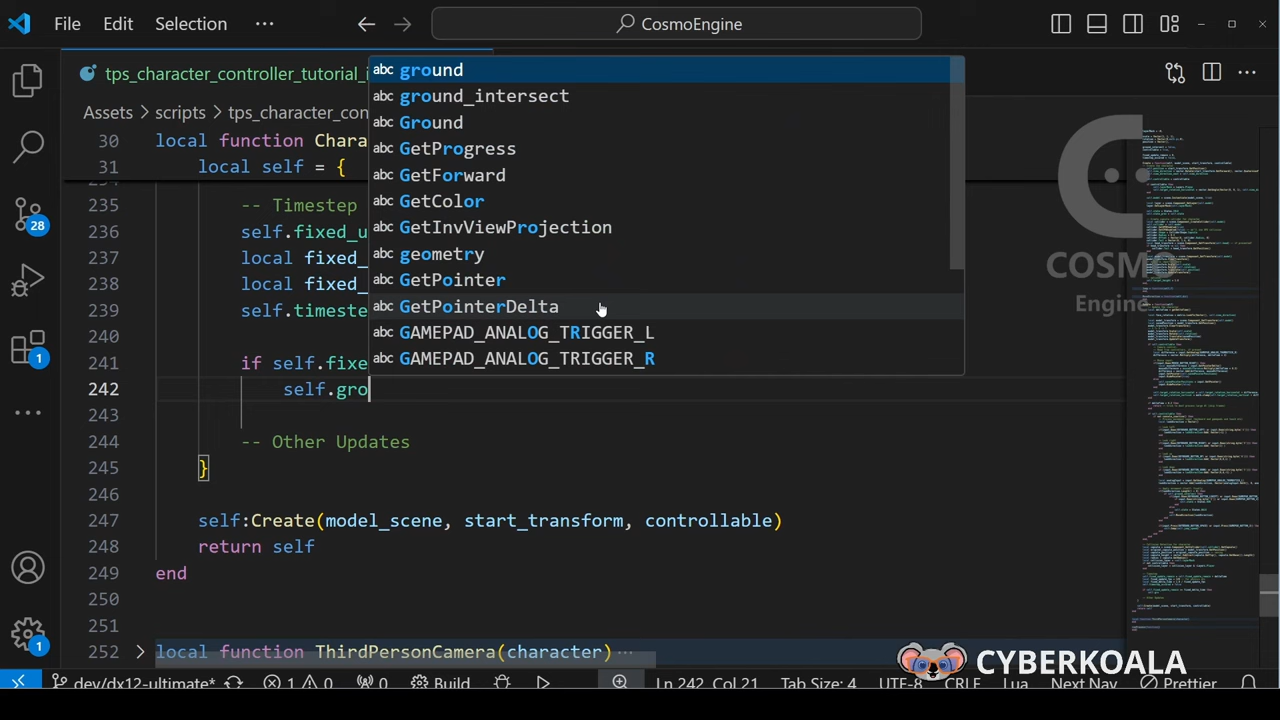 File Edit Selection ··· CosmoEngine
tps_character_controller_tutorial_i
Assets > scripts > tps_character_con
30 local function Chara
31 local self = {
235 -- Timestep
236 self.fixed_u
237 local fixed_
238 local fixed_
239 self.timeste
240
241 if self.fixe
242 self.gro
243
244 -- Other Updates
245 }
246
247 self:Create(model_scene, start_transform, controllable)
248 return self
249 end
250
251
252 local function ThirdPersonCamera(character) ···
abc ground
abc ground_intersect
abc Ground
abc GetProgress
abc GetForward
abc GetColor
abc GetInvViewProjection
abc geometry
abc GetPointer
abc GetPointerDelta
abc GAMEPAD_ANALOG_TRIGGER_L
abc GAMEPAD_ANALOG_TRIGGER_R
28
1
1
COSMO
Engine
CYBERKOALA
dev/dx12-ultimate* 1 0 0 Build Ln 242, Col 21 Tab Size: 4 UTF-8 CRLF Lua Next Nav Prettier